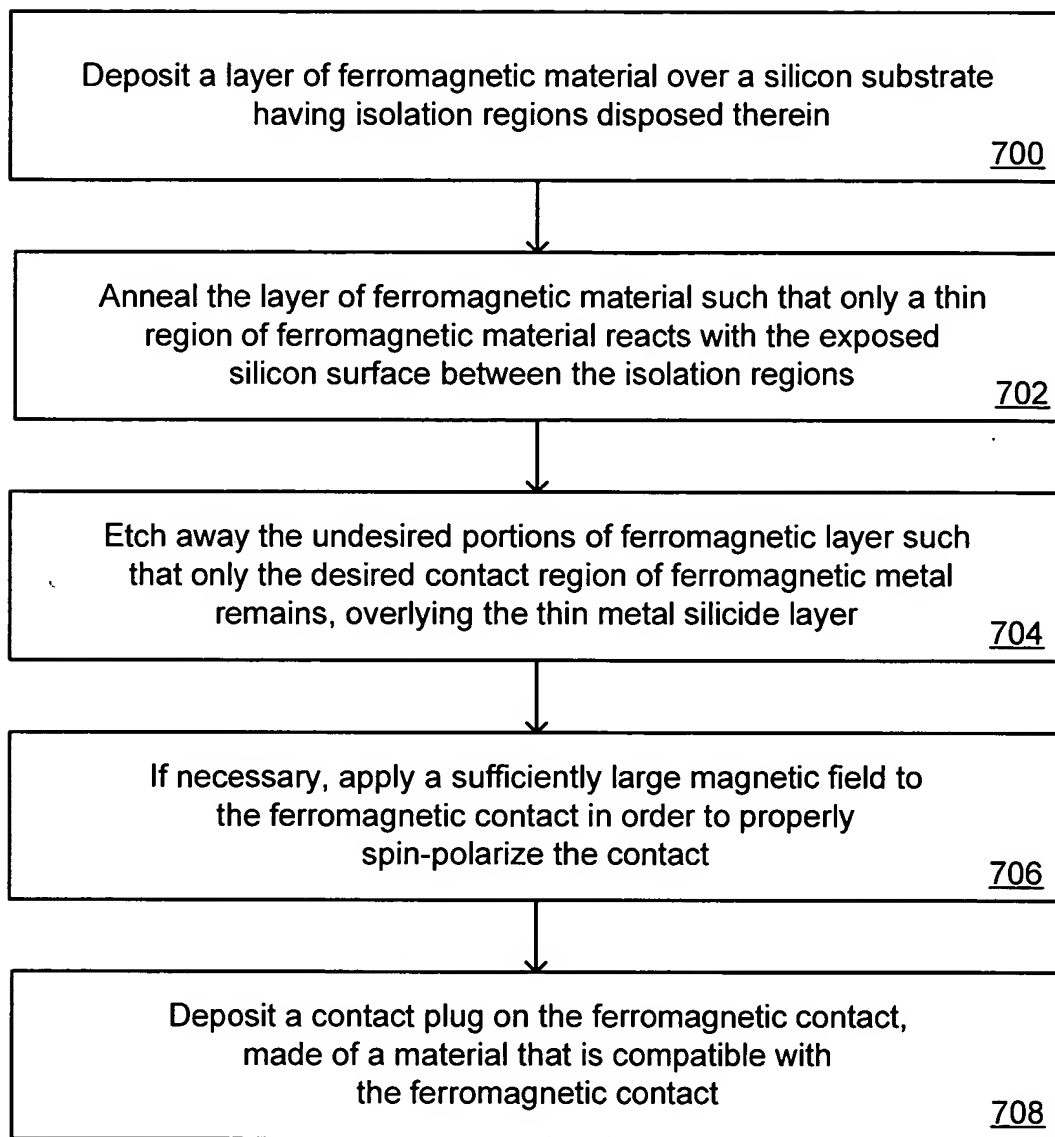 Deposit a layer of ferromagnetic material over a silicon substrate
having isolation regions disposed therein
700
Anneal the layer of ferromagnetic material such that only a thin
region of ferromagnetic material reacts with the exposed
silicon surface between the isolation regions
702
Etch away the undesired portions of ferromagnetic layer such
that only the desired contact region of ferromagnetic metal
remains, overlying the thin metal silicide layer
704
If necessary, apply a sufficiently large magnetic field to
the ferromagnetic contact in order to properly
spin-polarize the contact
706
Deposit a contact plug on the ferromagnetic contact,
made of a material that is compatible with
the ferromagnetic contact
708